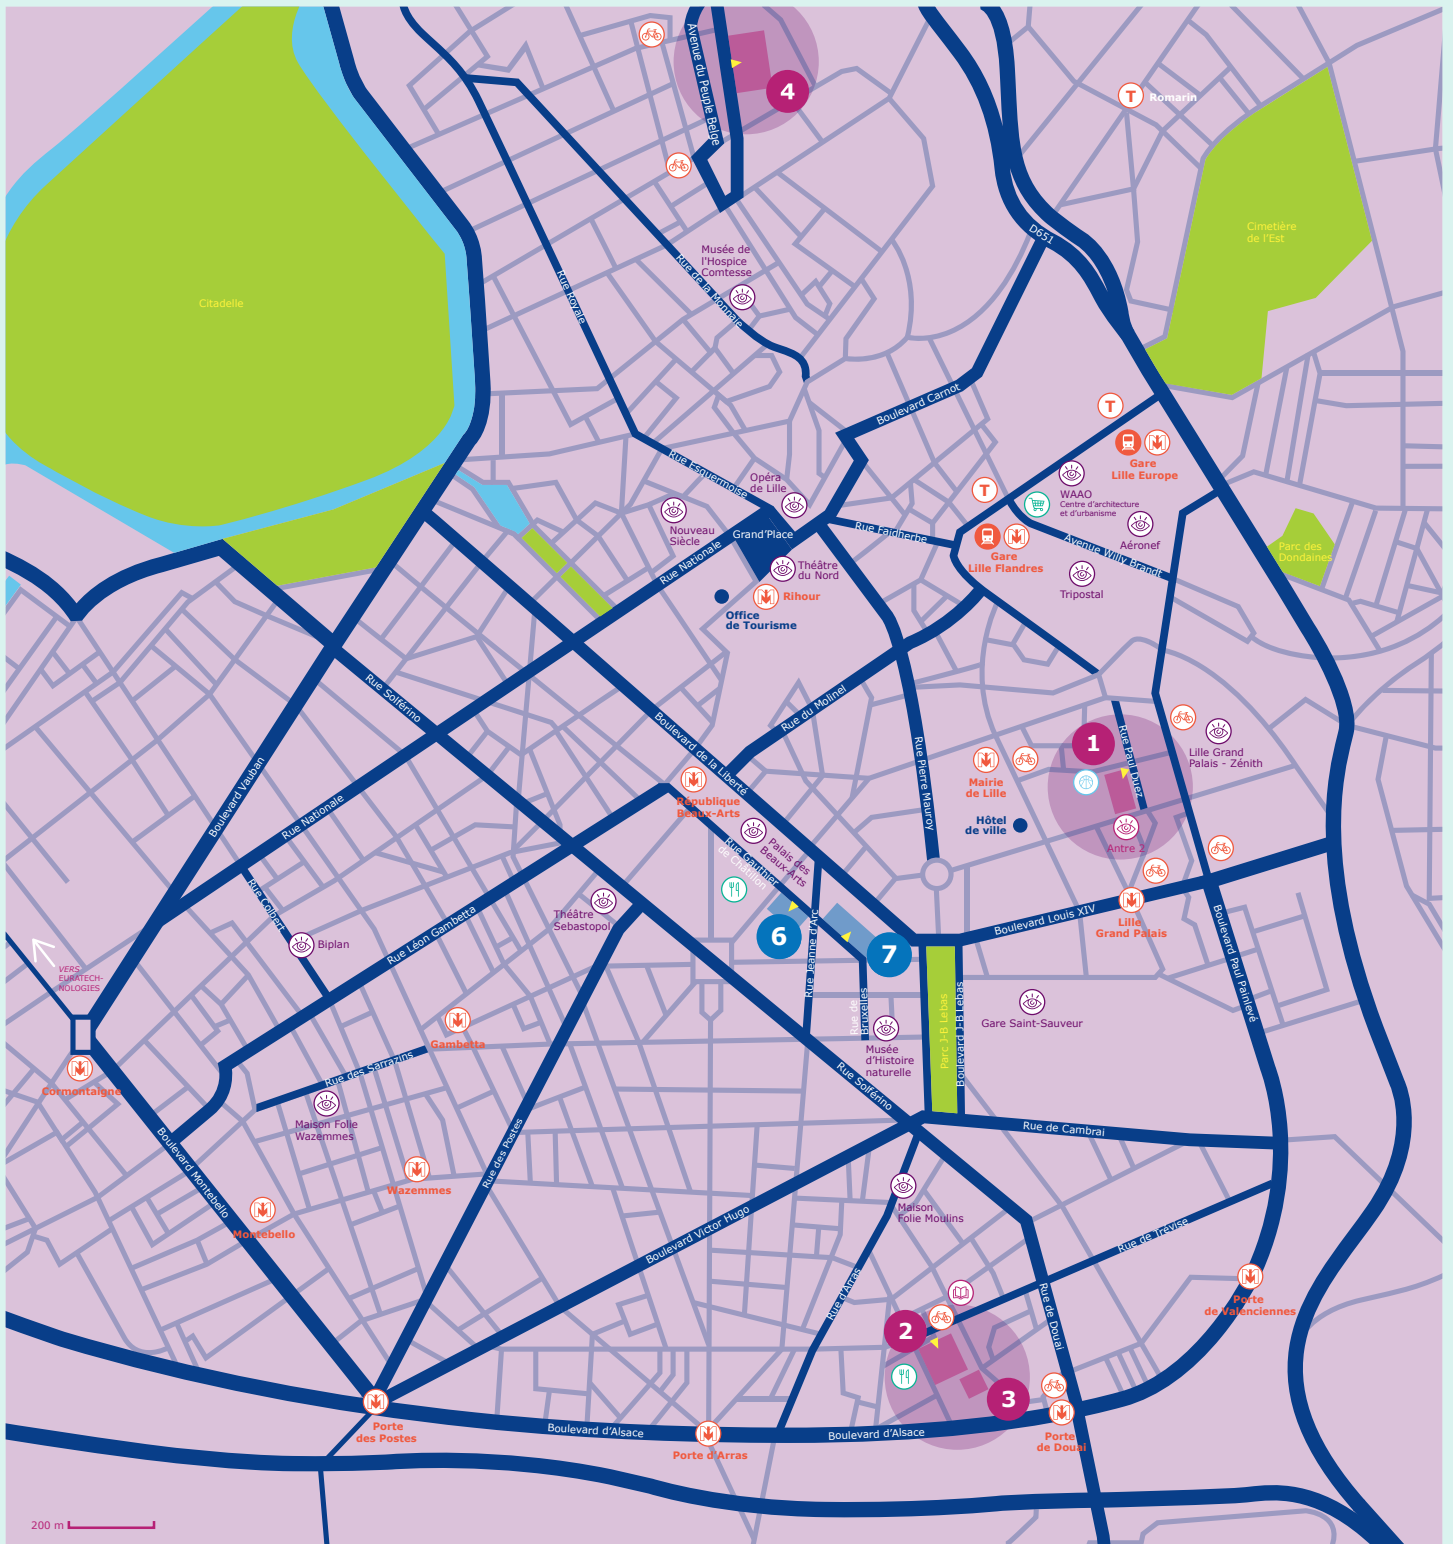 Avenue du Peuple Belge
4
T
Romarin
Cimetière
de l'Est
D651
Musée de
l'Hospice
Comtesse
Rue de la Monnaie
Rue Royale
Citadelle
Boulevard Carnot
T
Gare
Lille Europe
Rue Esquermoise
Opéra
de Lille
T
WAAO
Centre d'architecture
et d'urbanisme
Nouveau
Siècle
Grand'Place
Rue Faidherbe
Aéronef
Avenue Willy Brandt
Parc des
Dondaines
Gare
Lille Flandres
Rue Nationale
Théâtre
du Nord
Rihour
Tripostal
Office
de Tourisme
Rue Solférino
Boulevard de la Liberté
Rue du Molinel
Rue Pierre Mauroy
1
Rue Paul Duez
Lille Grand
Palais - Zénith
Mairie
de Lille
Boulevard Vauban
Rue Nationale
République
Beaux-Arts
Hôtel
de ville
Antre 2
Palais des
Beaux-Arts
Rue Gauthier
de Châtillon
Rue Colbert
Théâtre
Sebastopol
Rue Léon Gambetta
Biplan
6
7
Rue Jeanne d'Arc
Boulevard Louis XIV
Lille
Grand Palais
Boulevard Paul Painlevé
VERS
EURATECH-
NOLOGIES
Rue de
Bruxelles
Parc J-B Lebas
Boulevard J-B Lebas
Gare Saint-Sauveur
Gambetta
Musée
d'Histoire
naturelle
Rue des Sarrazins
Cormontaigne
Rue Solférino
Maison Folie
Wazemmes
Rue de Cambrai
Boulevard Montebello
Rue des Postes
Wazemmes
Maison
Folie Moulins
Montebello
Boulevard Victor Hugo
Rue de Trévise
Rue d'Arras
Rue de Douai
Porte
de Valenciennes
2
3
Porte
des Postes
Boulevard d'Alsace
Porte d'Arras
Boulevard d'Alsace
Porte
de Douai
200 m